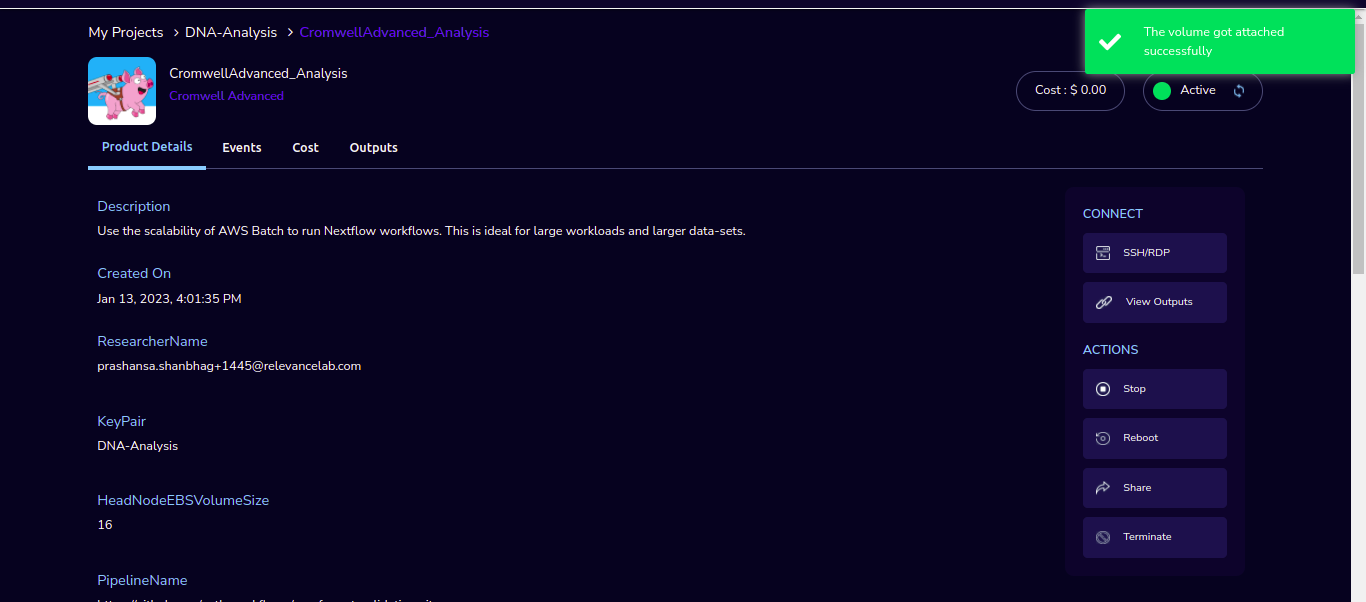 My Projects > DNA-Analysis > CromwellAdvanced_Analysis
The volume got attached
successfully
CromwellAdvanced_Analysis
Cromwell Advanced
Cost : $ 0.00
Active
Product Details
Events
Cost
Outputs
Description
Use the scalability of AWS Batch to run Nextflow workflows. This is ideal for large workloads and larger data-sets.
Created On
Jan 13, 2023, 4:01:35 PM
ResearcherName
prashansa.shanbhag+1445@relevancelab.com
KeyPair
DNA-Analysis
HeadNodeEBSVolumeSize
16
PipelineName
CONNECT
SSH/RDP
View Outputs
ACTIONS
Stop
Reboot
Share
Terminate